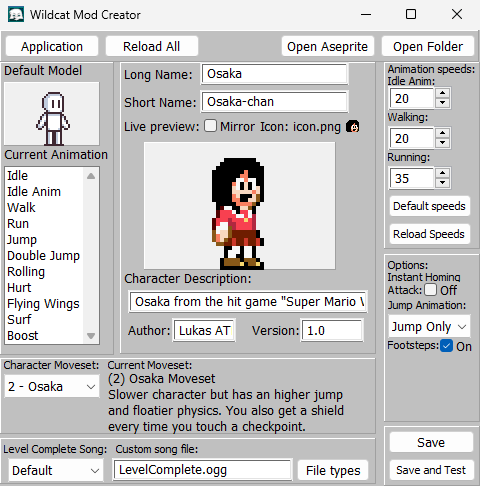 Wildcat Mod Creator
Application
Reload All
Open Aseprite
Open Folder
Default Model
Current Animation
Idle
Idle Anim
Walk
Run
Jump
Double Jump
Rolling
Hurt
Flying Wings
Surf
Boost
Long Name: Osaka
Short Name: Osaka-chan
Live preview: Mirror Icon: icon.png
Character Description:
Osaka from the hit game "Super Mario
Author: Lukas AT
Version: 1.0
Animation speeds:
Idle Anim:
20
Walking:
20
Running:
35
Default speeds
Reload Speeds
Options:
Instant Homing
Attack: Off
Jump Animation:
Jump Only
Footsteps: On
Character Moveset:
2 - Osaka
Current Moveset:
(2) Osaka Moveset
Slower character but has an higher jump
and floatier physics. You also get a shield
every time you touch a checkpoint.
Level Complete Song:
Default
Custom song file:
LevelComplete.ogg
File types
Save
Save and Test